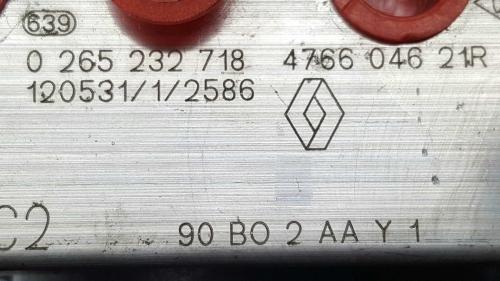 639
0 265 232 718 4766 046 21R
120531/1/2586
C2
90 BO 2 AA Y 1